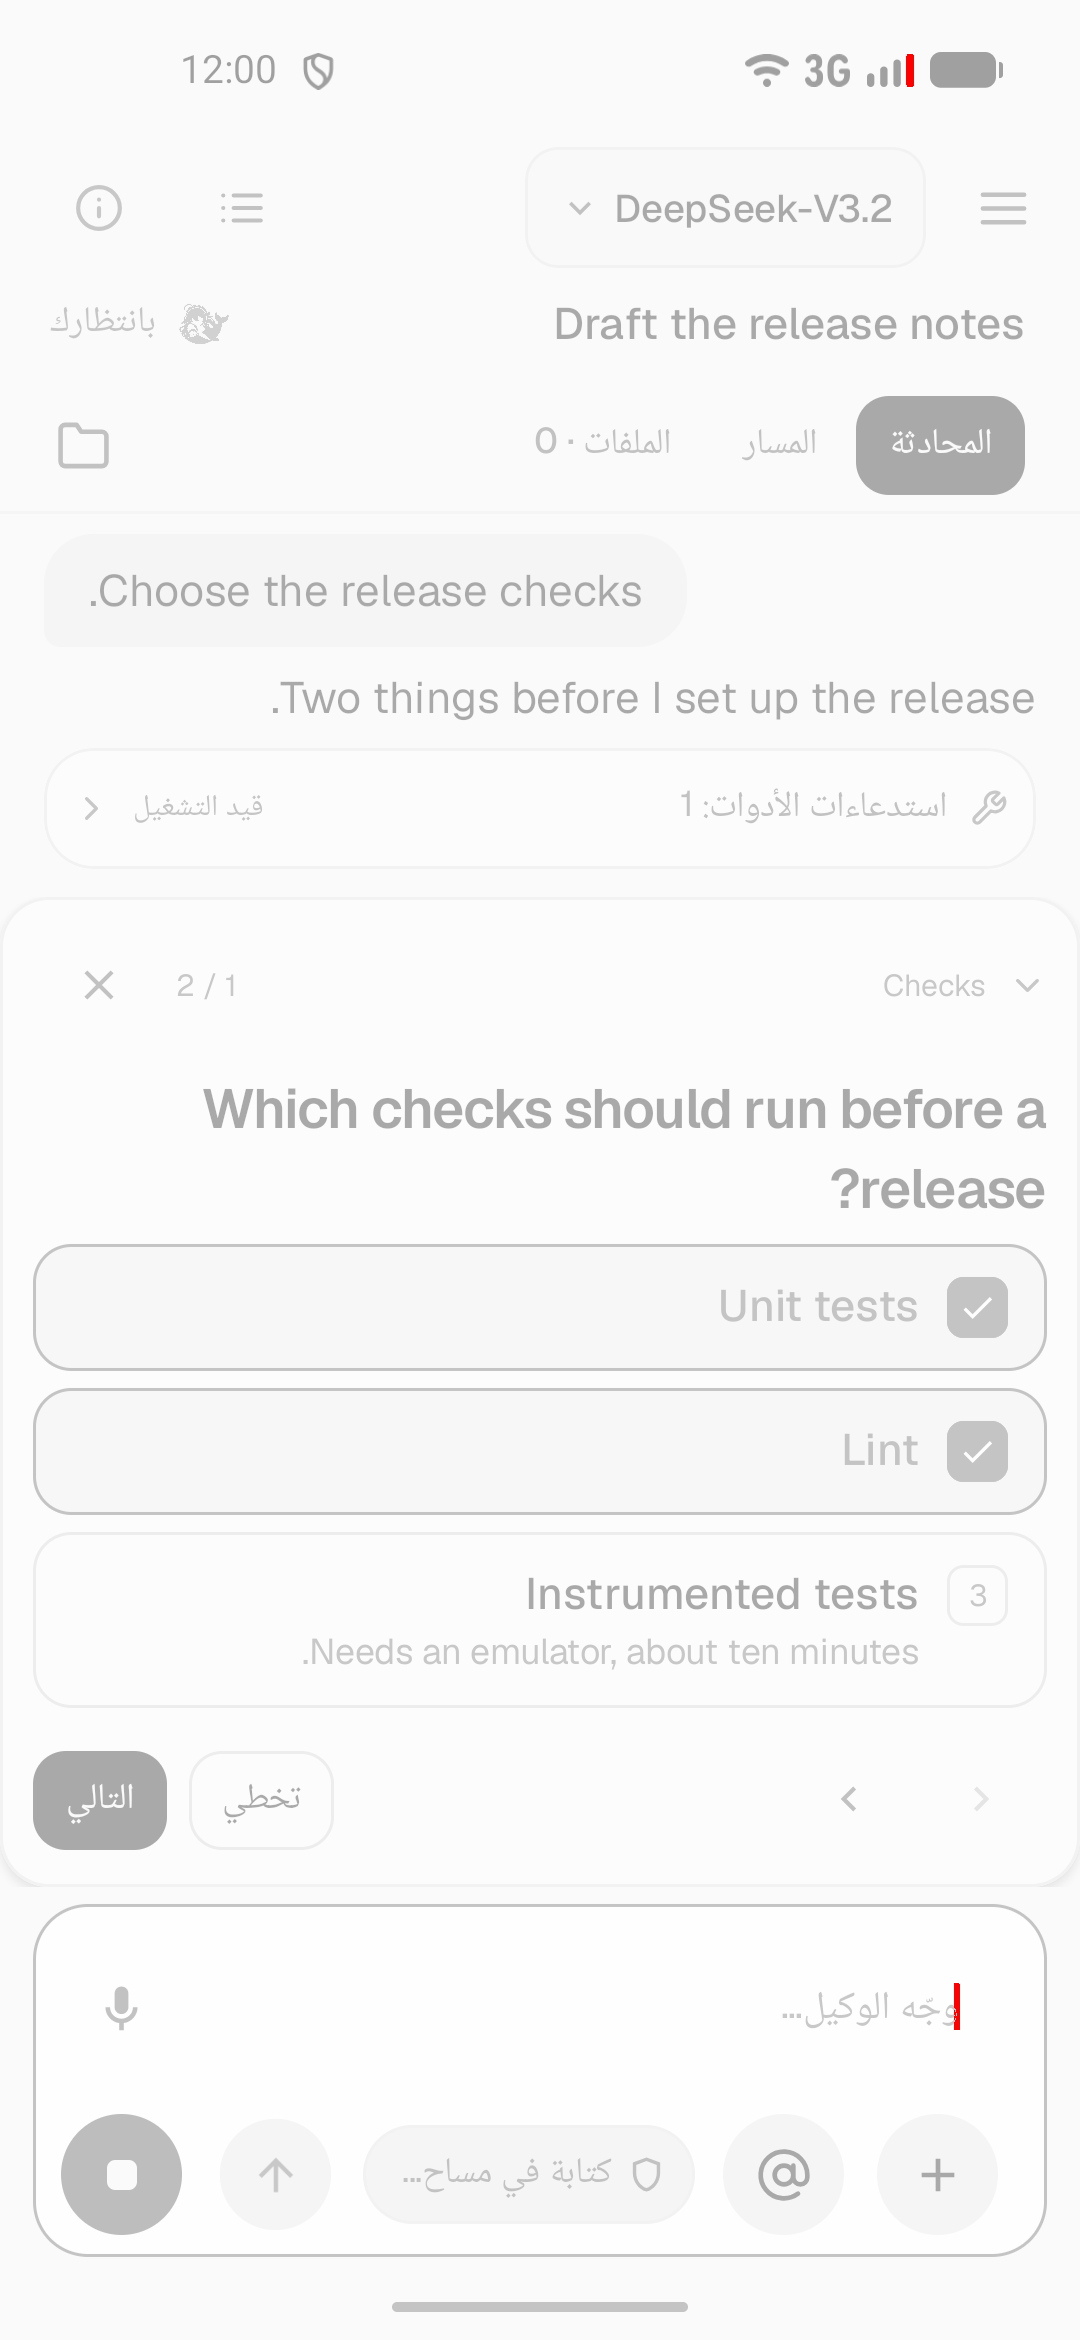 12:00 3G
DeepSeek-V3.2
Draft the release notes
بانتظارك
المحادثة
المسار
الملفات · 0
Choose the release checks.
Two things before I set up the release.
استدعاءات الأدوات: 1
قيد التشغيل
Checks
1 / 2
Which checks should run before a
release?
Unit tests
Lint
3 Instrumented tests
Needs an emulator, about ten minutes.
تخطي
التالي
وجّه الوكيل...
كتابة في مساح...